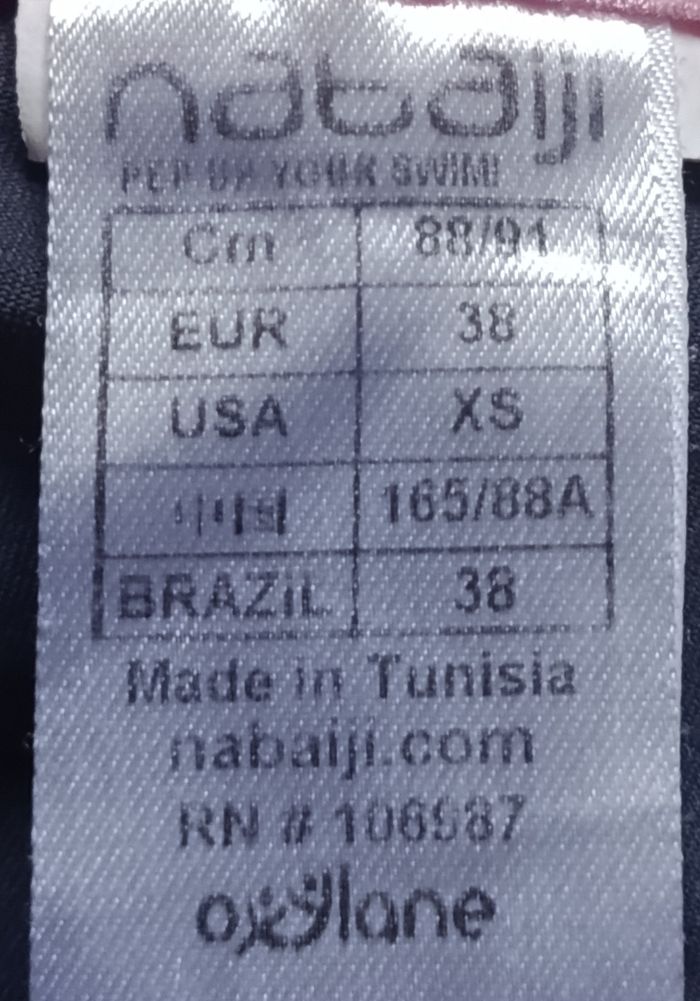 nabaiji
PEP UP YOUR SWIM!
Cm 88/91
EUR 38
USA XS
165/88A
BRAZiL 38
Made in Tunisia
nabaiji.com
RN # 106987
oxylane